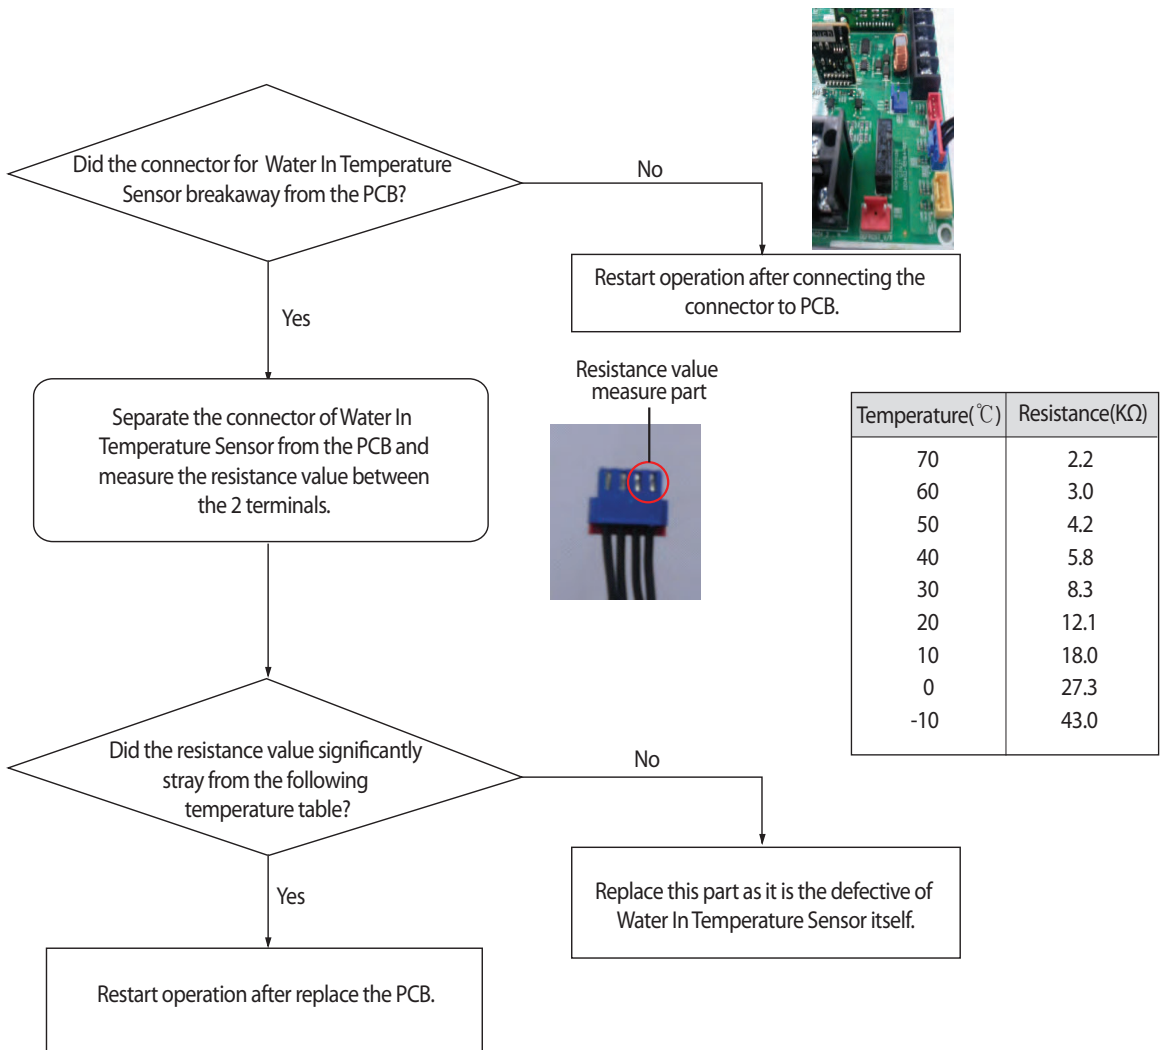 Did the connector for Water In Temperature
Sensor breakaway from the PCB?
No
Restart operation after connecting the
connector to PCB.
Yes
Separate the connector of Water In
Temperature Sensor from the PCB and
measure the resistance value between
the 2 terminals.
Resistance value
measure part
Temperature(℃) Resistance(KΩ)
70 2.2
60 3.0
50 4.2
40 5.8
30 8.3
20 12.1
10 18.0
0 27.3
-10 43.0
Did the resistance value significantly
stray from the following
temperature table?
No
Replace this part as it is the defective of
Water In Temperature Sensor itself.
Yes
Restart operation after replace the PCB.